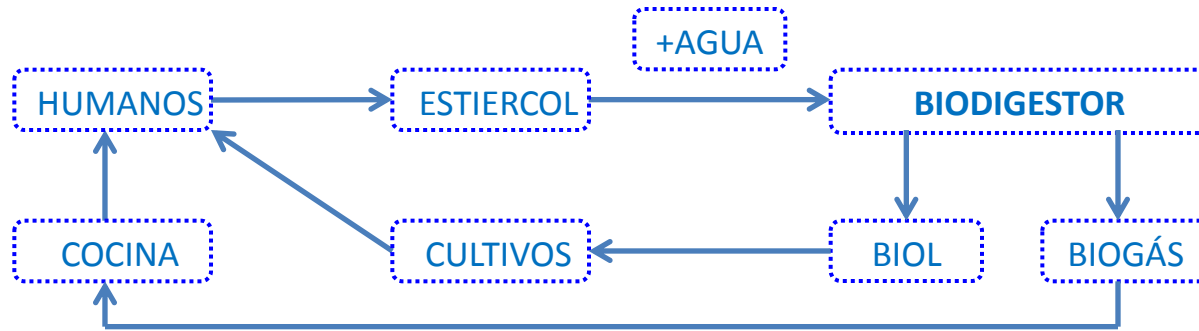 +AGUA
HUMANOS
ESTIERCOL
BIODIGESTOR
COCINA
CULTIVOS
BIOL
BIOGÁS